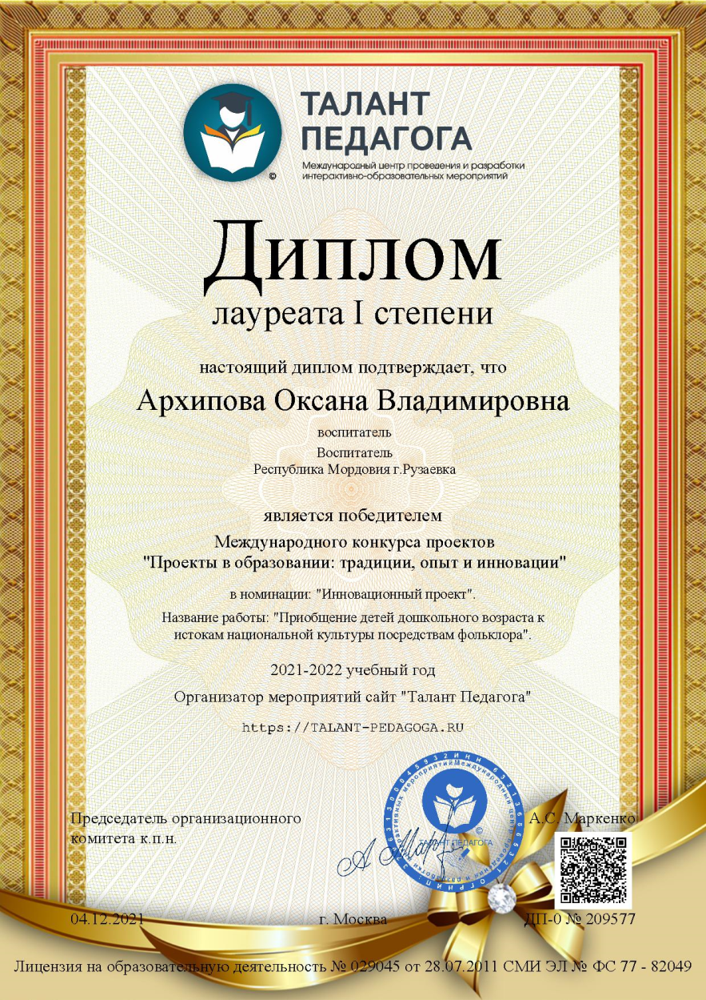 ТАЛАНТ
ПЕДАГОГА
Международный центр проведения и разработки
интерактивно-образовательных мероприятий
©
Диплом
лауреата I степени
настоящий диплом подтверждает, что
Архипова Оксана Владимировна
воспитатель
Воспитатель
Республика Мордовия г.Рузаевка
является победителем
Международного конкурса проектов
"Проекты в образовании: традиции, опыт и инновации"
в номинации: "Инновационный проект".
Название работы: "Приобщение детей дошкольного возраста к
истокам национальной культуры посредствам фольклора".
2021-2022 учебный год
Организатор мероприятий сайт "Талант Педагога"
https://TALANT-PEDAGOGA.RU
Председатель организационного
комитета к.п.н.
А.С. Маркенко
©
ТАЛАНТ ПЕДАГОГА
04.12.2021
г. Москва
ДП-0 № 209577
Лицензия на образовательную деятельность № 029045 от 28.07.2011 СМИ ЭЛ № ФС 77 - 82049